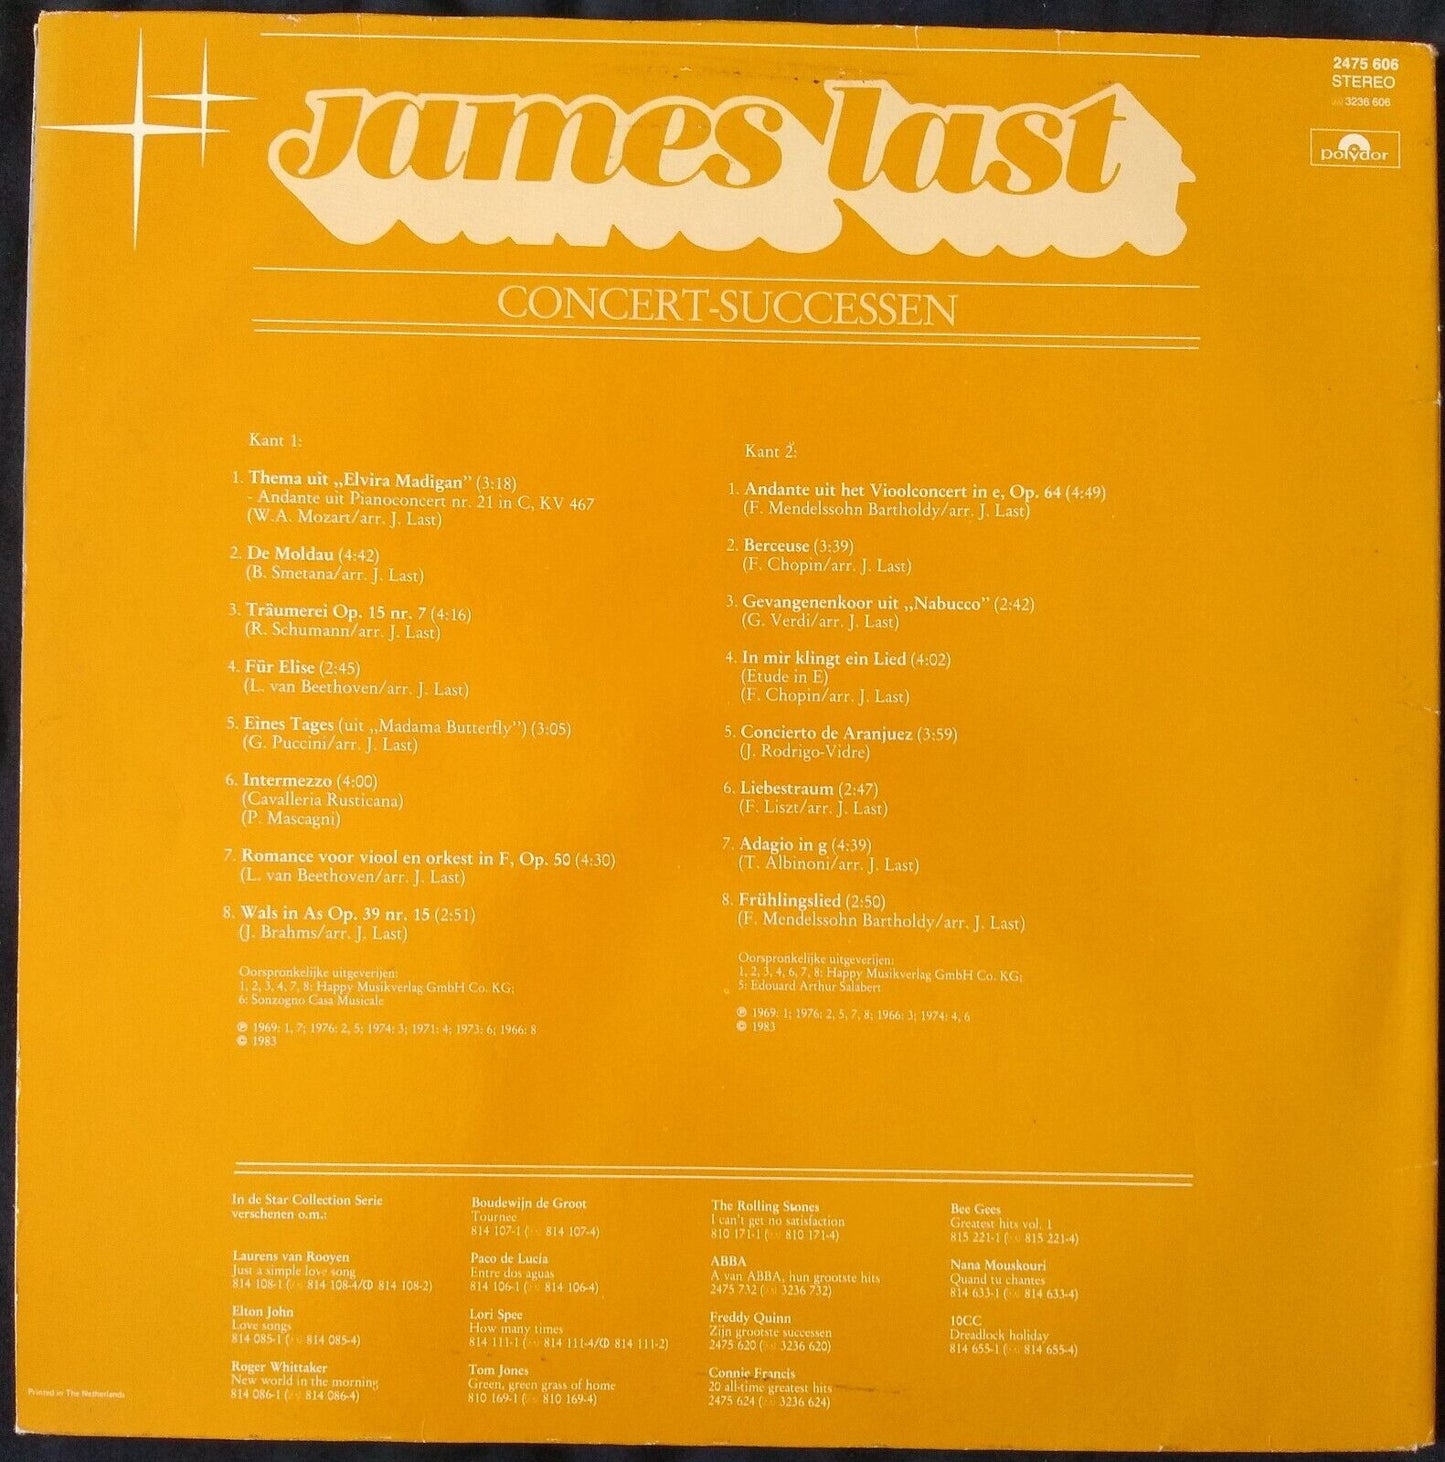 2475 606
STEREO
3236 606
polydor
james last
CONCERT-SUCCESSEN
Kant 1:
1. Thema uit „Elvira Madigan” (3:18)
- Andante uit Pianoconcert nr. 21 in C, KV 467
(W.A. Mozart/arr. J. Last)
2. De Moldau (4:42)
(B. Smetana/arr. J. Last)
3. Träumerei Op. 15 nr. 7 (4:16)
(R. Schumann/arr. J. Last)
4. Für Elise (2:45)
(L. van Beethoven/arr. J. Last)
5. Eines Tages (uit „Madama Butterfly”) (3:05)
(G. Puccini/arr. J. Last)
6. Intermezzo (4:00)
(Cavalleria Rusticana)
(P. Mascagni)
7. Romance voor viool en orkest in F, Op. 50 (4:30)
(L. van Beethoven/arr. J. Last)
8. Wals in As Op. 39 nr. 15 (2:51)
(J. Brahms/arr. J. Last)
Oorspronkelijke uitgeverijen:
1, 2, 3, 4, 7, 8: Happy Musikverlag GmbH Co. KG;
6: Sonzogno Casa Musicale
℗ 1969: 1, 7; 1976: 2, 5; 1974: 3; 1971: 4; 1973: 6; 1966: 8
© 1983
Kant 2:
1. Andante uit het Vioolconcert in e, Op. 64 (4:49)
(F. Mendelssohn Bartholdy/arr. J. Last)
2. Berceuse (3:39)
(F. Chopin/arr. J. Last)
3. Gevangenenkoor uit „Nabucco” (2:42)
(G. Verdi/arr. J. Last)
4. In mir klingt ein Lied (4:02)
(Etude in E)
(F. Chopin/arr. J. Last)
5. Concierto de Aranjuez (3:59)
(J. Rodrigo-Vidre)
6. Liebestraum (2:47)
(F. Liszt/arr. J. Last)
7. Adagio in g (4:39)
(T. Albinoni/arr. J. Last)
8. Frühlingslied (2:50)
(F. Mendelssohn Bartholdy/arr. J. Last)
Oorspronkelijke uitgeverijen:
1, 2, 3, 4, 6, 7, 8: Happy Musikverlag GmbH Co. KG;
5: Edouard Arthur Salabert
℗ 1969: 1; 1976: 2, 5, 7, 8; 1966: 3; 1974: 4, 6
© 1983
In de Star Collection Serie
verschenen o.m.:
Laurens van Rooyen
Just a simple love song
814 108-1 ( 814 108-4/CD 814 108-2)
Elton John
Love songs
814 085-1 ( 814 085-4)
Roger Whittaker
New world in the morning
814 086-1 ( 814 086-4)
Boudewijn de Groot
Tournee
814 107-1 ( 814 107-4)
Paco de Lucía
Entre dos aguas
814 106-1 ( 814 106-4)
Lori Spee
How many times
814 111-1 ( 814 111-4/CD 814 111-2)
Tom Jones
Green, green grass of home
810 169-1 ( 810 169-4)
The Rolling Stones
I can't get no satisfaction
810 171-1 ( 810 171-4)
ABBA
A van ABBA, hun grootste hits
2475 732 ( 3236 732)
Freddy Quinn
Zijn grootste successen
2475 620 ( 3236 620)
Connie Francis
20 all-time greatest hits
2475 624 ( 3236 624)
Bee Gees
Greatest hits vol. 1
815 221-1 ( 815 221-4)
Nana Mouskouri
Quand tu chantes
814 633-1 ( 814 633-4)
10CC
Dreadlock holiday
814 655-1 ( 814 655-4)
Printed in The Netherlands